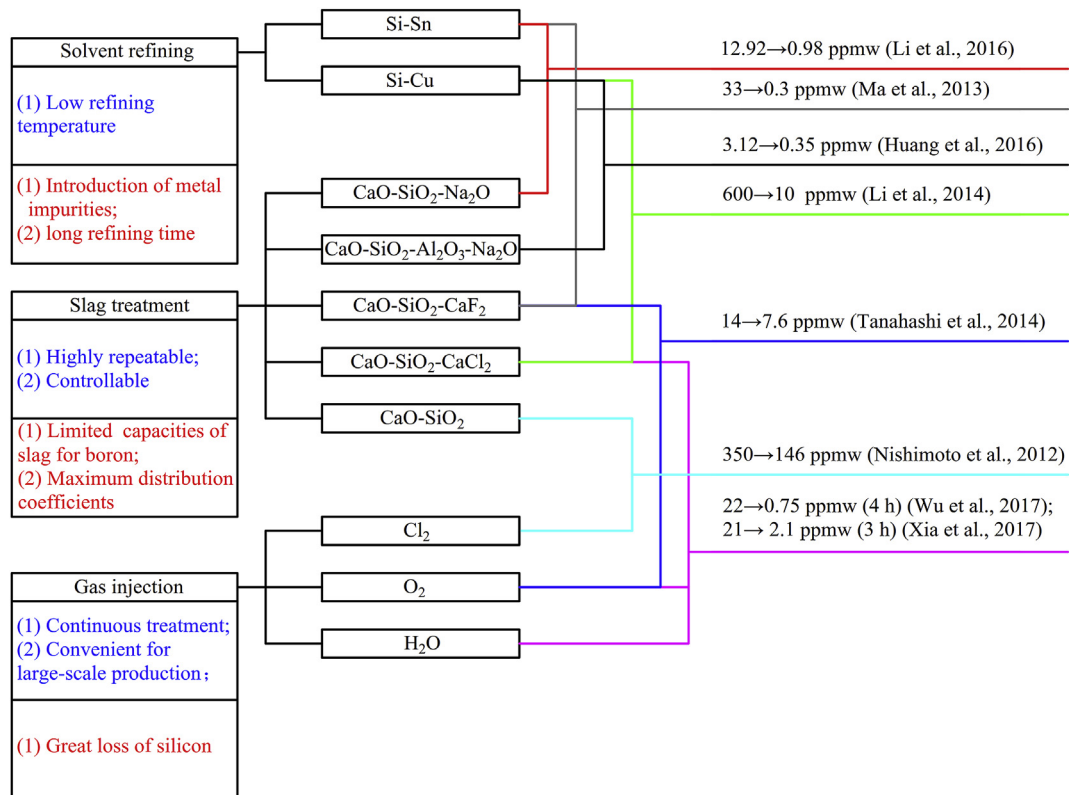 Solvent refining
(1) Low refining
temperature
(1) Introduction of metal
impurities;
(2) long refining time
Slag treatment
(1) Highly repeatable;
(2) Controllable
(1) Limited capacities of
slag for boron;
(2) Maximum distribution
coefficients
Gas injection
(1) Continuous treatment;
(2) Convenient for
large-scale production；
(1) Great loss of silicon
Si-Sn
Si-Cu
CaO-SiO₂-Na₂O
CaO-SiO₂-Al₂O₃-Na₂O
CaO-SiO₂-CaF₂
CaO-SiO₂-CaCl₂
CaO-SiO₂
Cl₂
O₂
H₂O
12.92→0.98 ppmw (Li et al., 2016)
33→0.3 ppmw (Ma et al., 2013)
3.12→0.35 ppmw (Huang et al., 2016)
600→10 ppmw (Li et al., 2014)
14→7.6 ppmw (Tanahashi et al., 2014)
350→146 ppmw (Nishimoto et al., 2012)
22→0.75 ppmw (4 h) (Wu et al., 2017);
21→ 2.1 ppmw (3 h) (Xia et al., 2017)